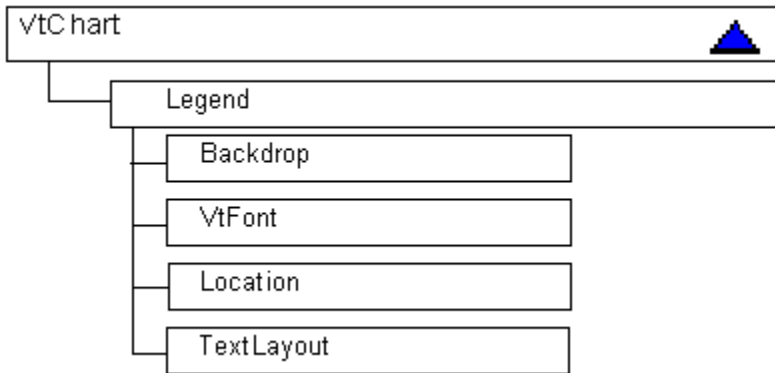 VtChart
Legend
Backdrop
VtFont
Location
TextLayout